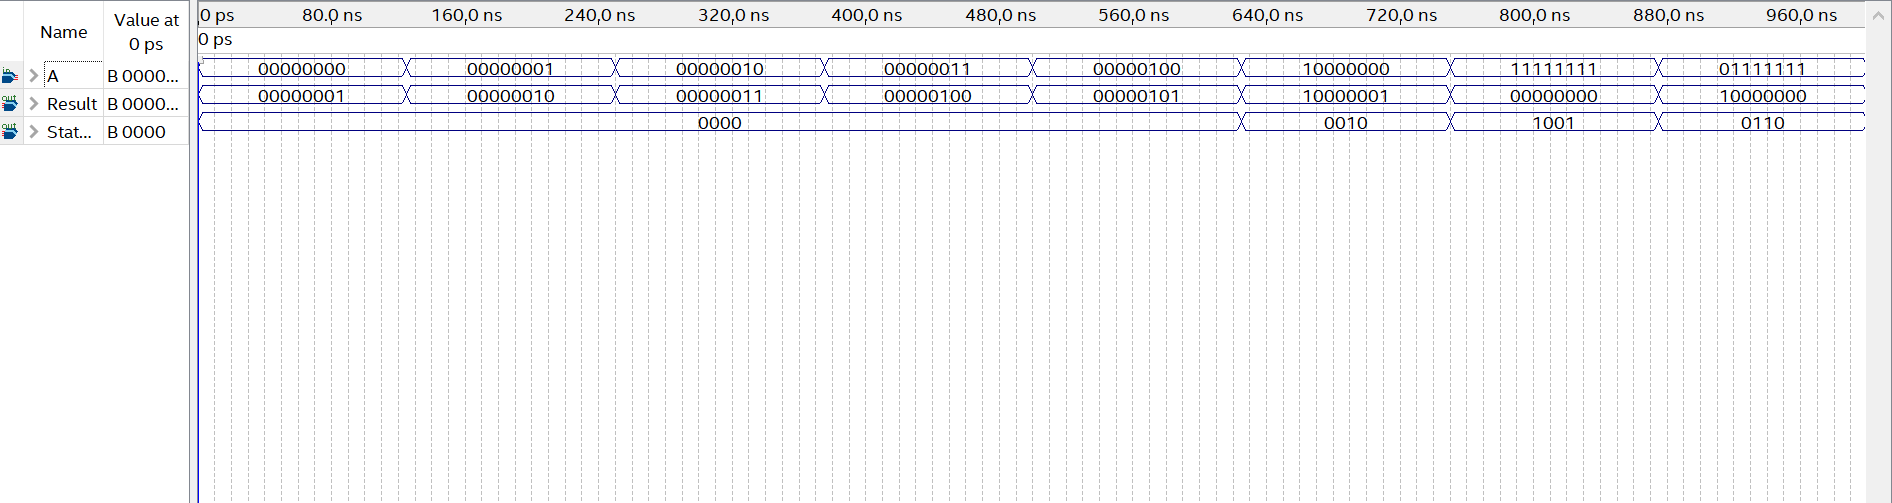 Name Value at 0 ps
0 ps 80.0 ns 160,0 ns 240,0 ns 320,0 ns 400,0 ns 480,0 ns 560,0 ns 640,0 ns 720,0 ns 800,0 ns 880,0 ns 960,0 ns
0 ps
in A B 0000... 00000000 00000001 00000010 00000011 00000100 10000000 11111111 01111111
out Result B 0000... 00000001 00000010 00000011 00000100 00000101 10000001 00000000 10000000
out Stat... B 0000 0000 0010 1001 0110